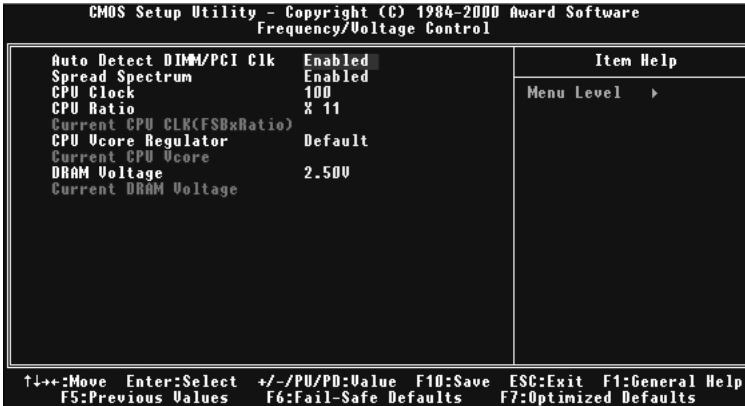 CMOS Setup Utility - Copyright (C) 1984-2000 Award Software
Frequency/Voltage Control
Auto Detect DIMM/PCI Clk Enabled
Spread Spectrum Enabled
CPU Clock 100
CPU Ratio X 11
Current CPU CLK(FSBxRatio)
CPU Vcore Regulator Default
Current CPU Vcore
DRAM Voltage 2.50V
Current DRAM Voltage
Item Help
Menu Level ▸
↑↓→←:Move Enter:Select +/-/PU/PD:Value F10:Save ESC:Exit F1:General Help
F5:Previous Values F6:Fail-Safe Defaults F7:Optimized Defaults